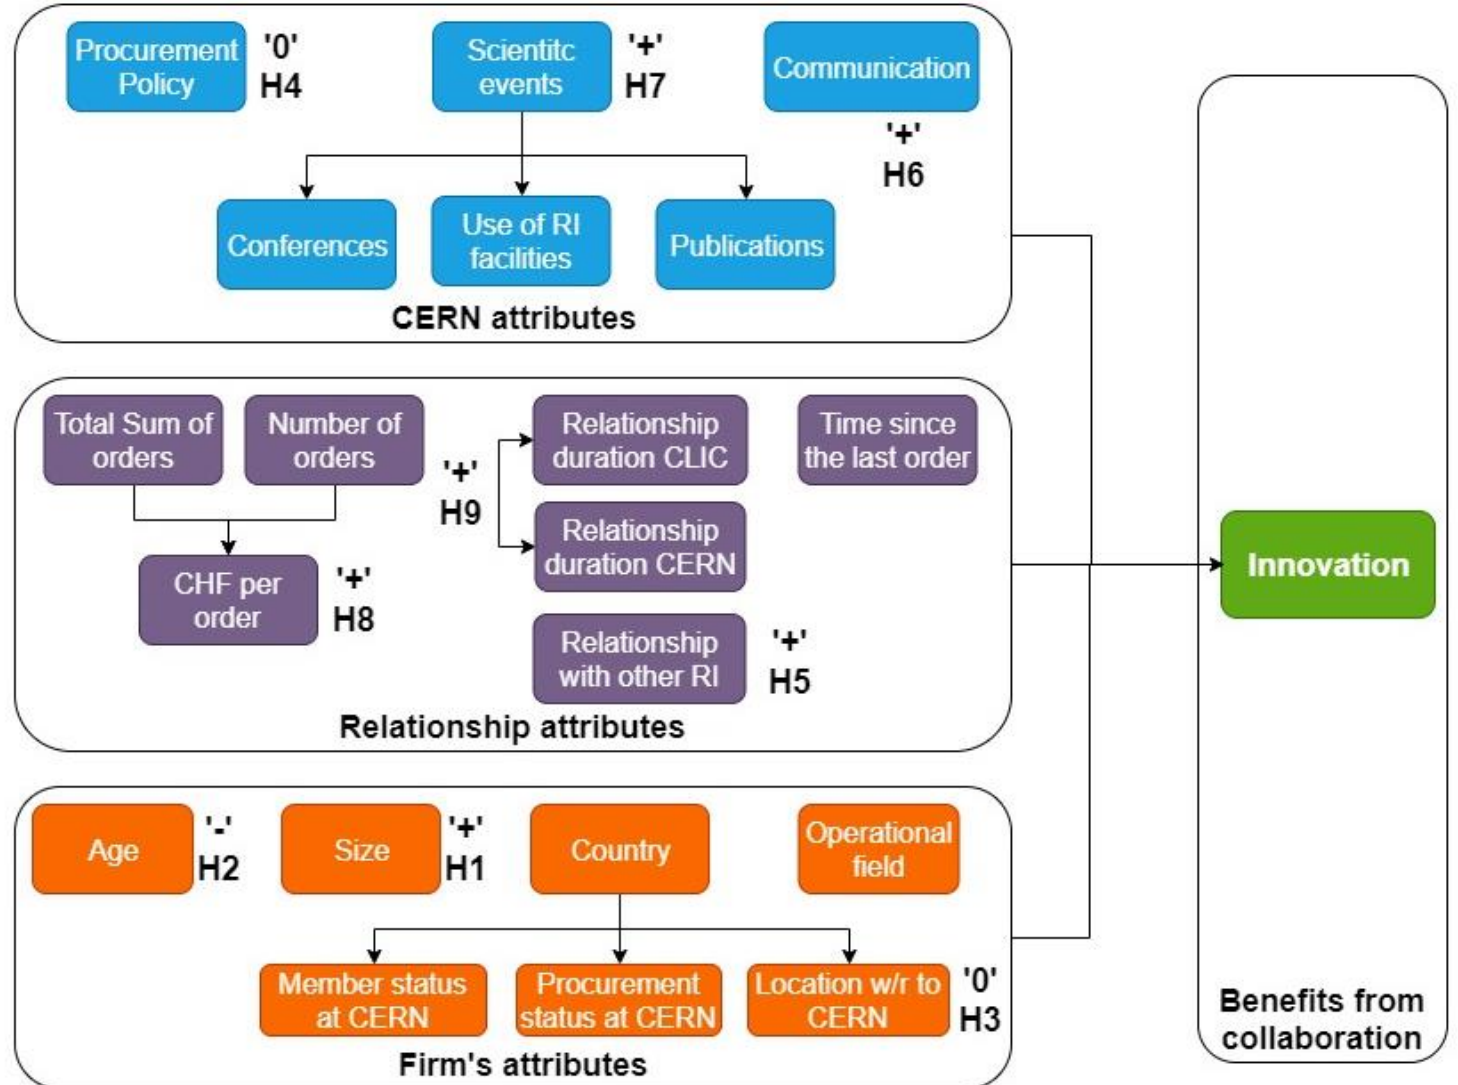 Procurement
Policy
'0'
H4
Scientitc
events
'+'
H7
Communication
'+'
H6
Conferences
Use of RI
facilities
Publications
CERN attributes
Total Sum of
orders
Number of
orders
CHF per
order
'+'
H8
'+'
H9
Relationship
duration CLIC
Relationship
duration CERN
Time since
the last order
Relationship
with other RI
'+'
H5
Relationship attributes
Age
'-'
H2
Size
'+'
H1
Country
Operational
field
Member status
at CERN
Procurement
status at CERN
Location w/r to
CERN
'0'
H3
Firm's attributes
Innovation
Benefits from
collaboration